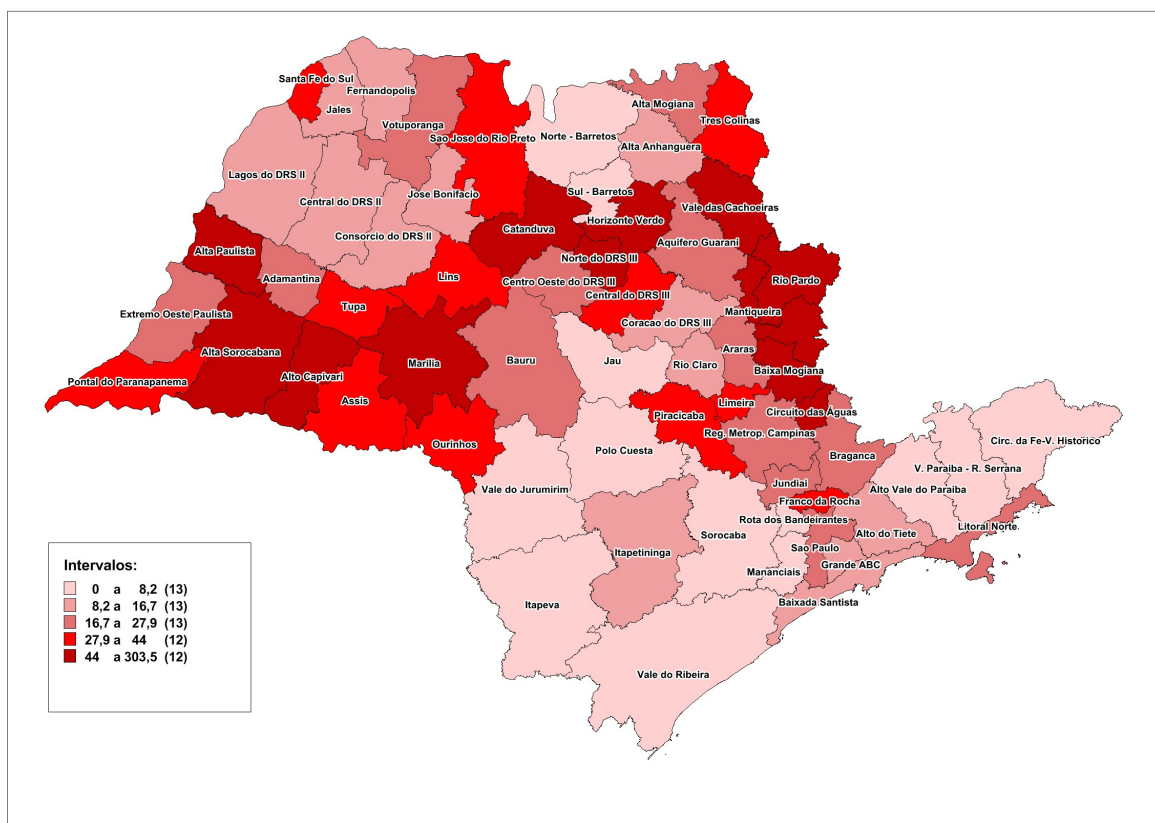 Santa Fe do Sul
Fernandopolis
Jales
Votuporanga
Sao Jose do Rio Preto
Norte - Barretos
Alta Mogiana
Tres Colinas
Alta Anhanguera
Lagos do DRS II
Central do DRS II
Jose Bonifacio
Sul - Barretos
Vale das Cachoeiras
Horizonte Verde
Catanduva
Consorcio do DRS II
Aquifero Guarani
Alta Paulista
Norte do DRS III
Adamantina
Lins
Centro Oeste do DRS III
Rio Pardo
Central do DRS III
Tupa
Extremo Oeste Paulista
Mantiqueira
Coracao do DRS III
Alta Sorocabana
Araras
Bauru
Jau
Marilia
Rio Claro
Baixa Mogiana
Alto Capivari
Pontal do Paranapanema
Assis
Limeira
Piracicaba
Circuito das Águas
Reg. Metrop. Campinas
Circ. da Fe-V. Historico
Ourinhos
Polo Cuesta
Braganca
V. Paraiba - R. Serrana
Jundiai
Vale do Jurumirim
Alto Vale do Paraiba
Franco da Rocha
Rota dos Bandeirantes
Litoral Norte.
Alto do Tiete
Sorocaba
Sao Paulo
Itapetininga
Grande ABC
Mananciais
Baixada Santista
Itapeva
Vale do Ribeira
Intervalos:
0 a 8,2 (13)
8,2 a 16,7 (13)
16,7 a 27,9 (13)
27,9 a 44 (12)
44 a 303,5 (12)